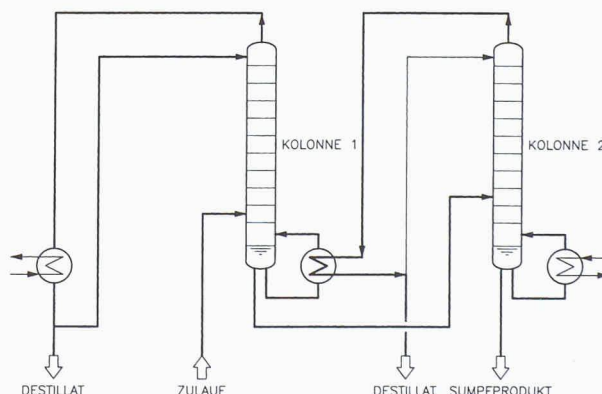 KOLONNE 1
KOLONNE 2
DESTILLAT
ZULAUF
DESTILLAT
SUMPFPRODUKT